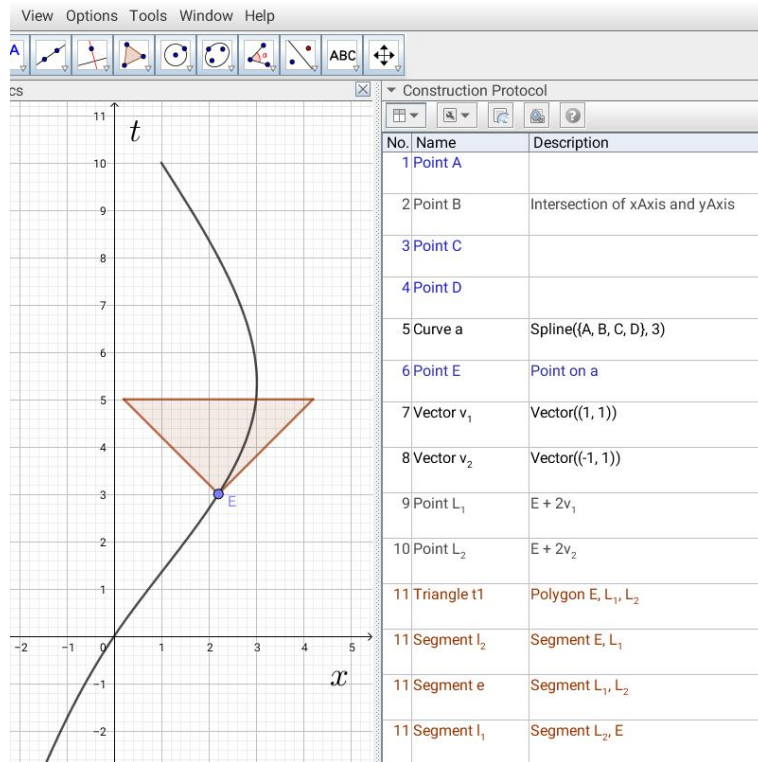 View Options Tools Window Help
A
ABC
cs
Construction Protocol
No. Name Description
1 Point A
2 Point B Intersection of xAxis and yAxis
3 Point C
4 Point D
5 Curve a Spline({A, B, C, D}, 3)
6 Point E Point on a
7 Vector v₁ Vector((1, 1))
8 Vector v₂ Vector((-1, 1))
9 Point L₁ E + 2v₁
10 Point L₂ E + 2v₂
11 Triangle t1 Polygon E, L₁, L₂
11 Segment l₂ Segment E, L₁
11 Segment e Segment L₁, L₂
11 Segment l₁ Segment L₂, E
t
11
10
9
8
7
6
5
4
3
E
2
1
−2 −1 0 1 2 3 4 5
x
−1
−2